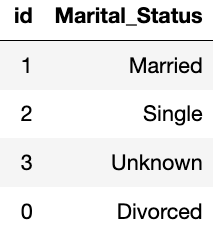 id Marital_Status
1 Married
2 Single
3 Unknown
0 Divorced